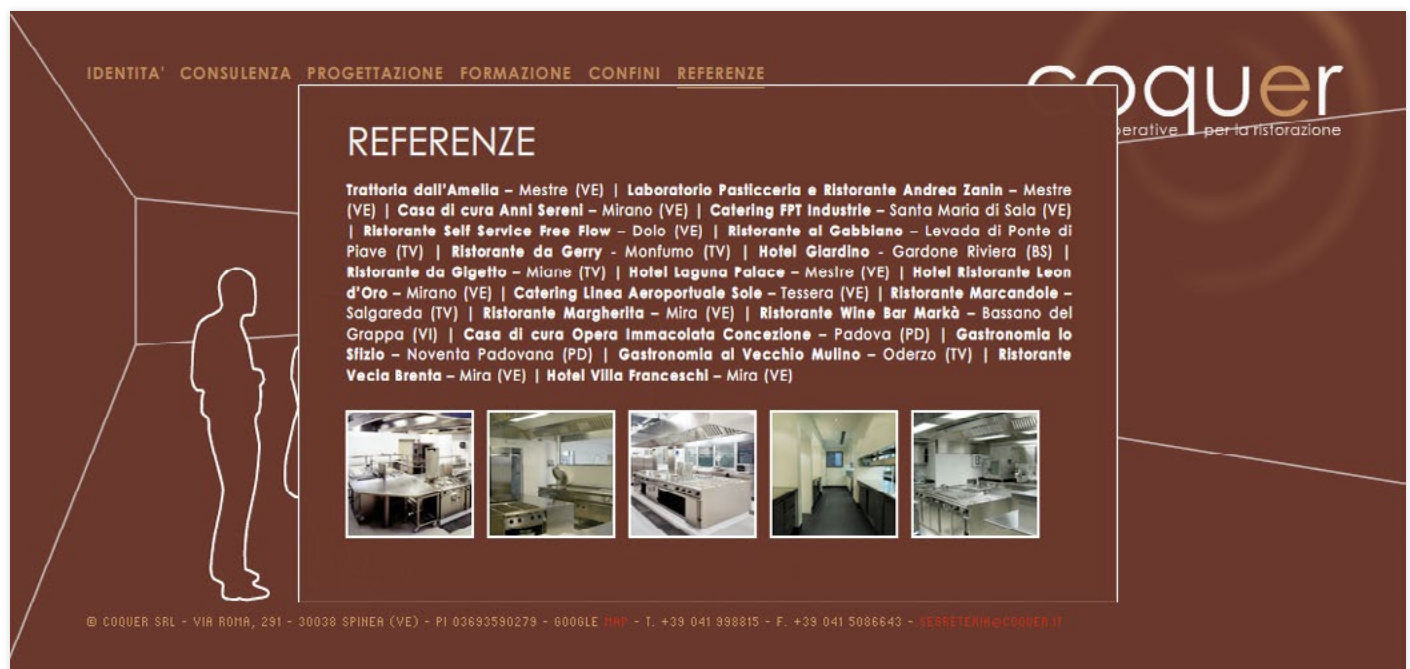 IDENTITA' CONSULENZA PROGETTAZIONE FORMAZIONE CONFINI REFERENZE
coquer
perative per la ristorazione
REFERENZE
Trattoria dall'Amelia – Mestre (VE) | Laboratorio Pasticceria e Ristorante Andrea Zanin – Mestre
(VE) | Casa di cura Anni Sereni – Mirano (VE) | Catering FPT Industrie – Santa Maria di Sala (VE)
| Ristorante Self Service Free Flow – Dolo (VE) | Ristorante al Gabbiano – Levada di Ponte di
Piave (TV) | Ristorante da Gerry - Monfumo (TV) | Hotel Giardino - Gardone Riviera (BS) |
Ristorante da Gigetto – Miane (TV) | Hotel Laguna Palace – Mestre (VE) | Hotel Ristorante Leon
d'Oro – Mirano (VE) | Catering Linea Aeroportuale Sole – Tessera (VE) | Ristorante Marcandole –
Salgareda (TV) | Ristorante Margherita – Mira (VE) | Ristorante Wine Bar Markà – Bassano del
Grappa (VI) | Casa di cura Opera Immacolata Concezione – Padova (PD) | Gastronomia lo
Sfizio – Noventa Padovana (PD) | Gastronomia al Vecchio Mulino – Oderzo (TV) | Ristorante
Vecia Brenta – Mira (VE) | Hotel Villa Franceschi – Mira (VE)
© COQUER SRL - VIA ROMA, 291 - 30038 SPINEA (VE) - PI 03693590279 - GOOGLE MAP - T. +39 041 998815 - F. +39 041 5086643 - SEGRETERIA@COQUER.IT